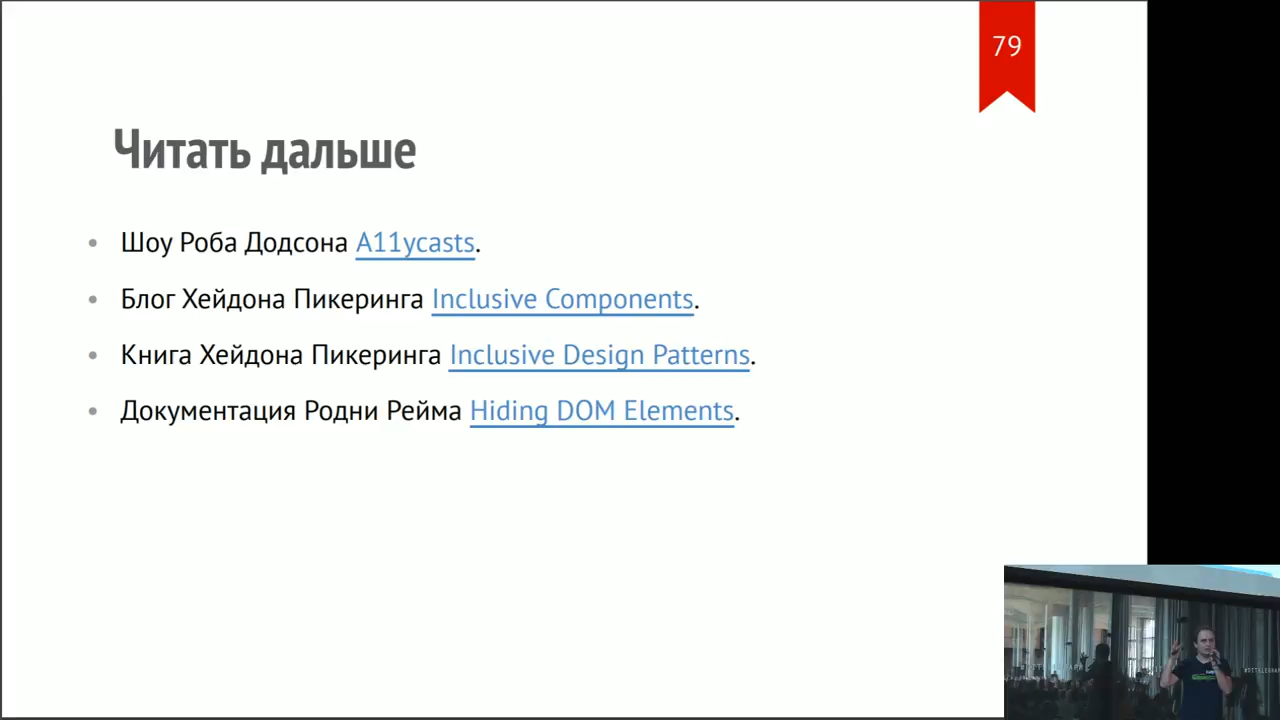 79
Читать дальше
• Шоу Роба Додсона A11ycasts.
• Блог Хейдона Пикеринга Inclusive Components.
• Книга Хейдона Пикеринга Inclusive Design Patterns.
• Документация Родни Рейма Hiding DOM Elements.